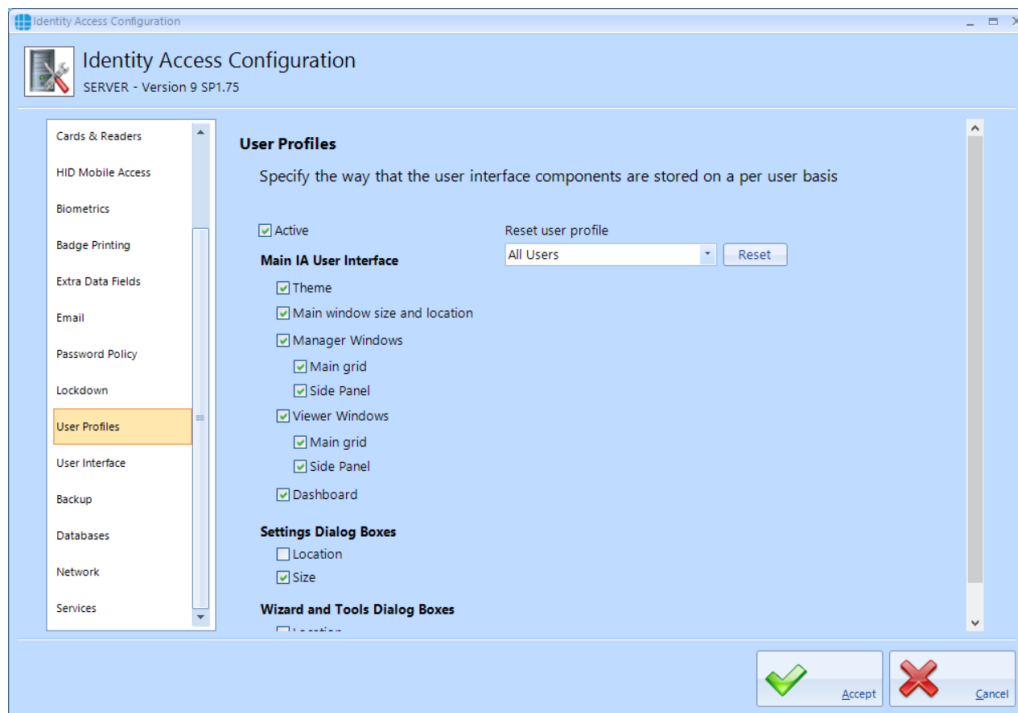 Identity Access Configuration
Identity Access Configuration
SERVER - Version 9 SP1.75
Cards & Readers
HID Mobile Access
Biometrics
Badge Printing
Extra Data Fields
Email
Password Policy
Lockdown
User Profiles
User Interface
Backup
Databases
Network
Services
User Profiles
Specify the way that the user interface components are stored on a per user basis
Active
Reset user profile
All Users
Reset
Main IA User Interface
Theme
Main window size and location
Manager Windows
Main grid
Side Panel
Viewer Windows
Main grid
Side Panel
Dashboard
Settings Dialog Boxes
Location
Size
Wizard and Tools Dialog Boxes
Accept
Cancel